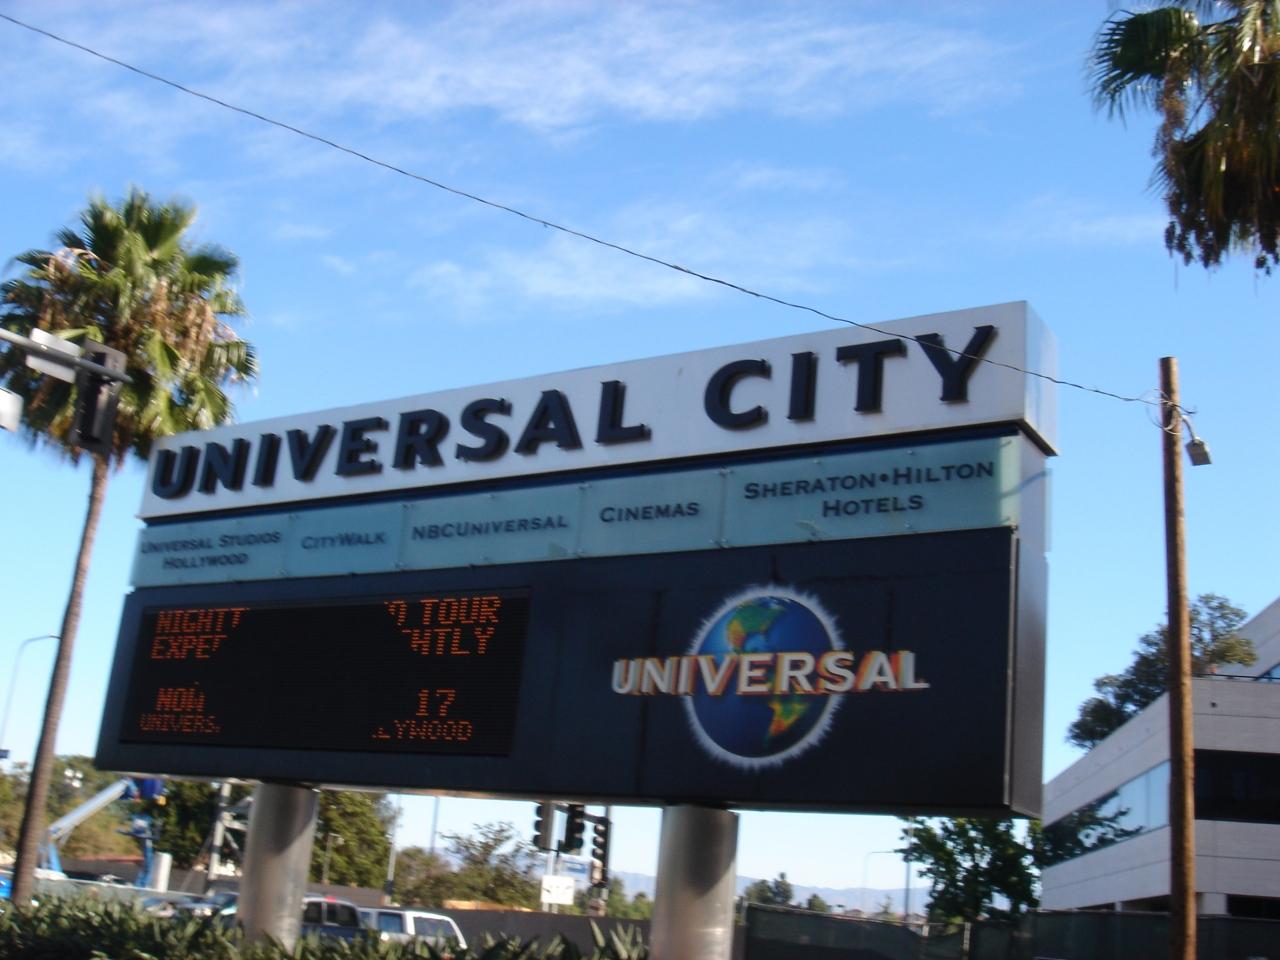 UNIVERSAL CITY
UNIVERSAL STUDIOS
HOLLYWOOD
CITYWALK
NBCUNIVERSAL
CINEMAS
SHERATON•HILTON
HOTELS
TOUR
17
UNIVERSAL